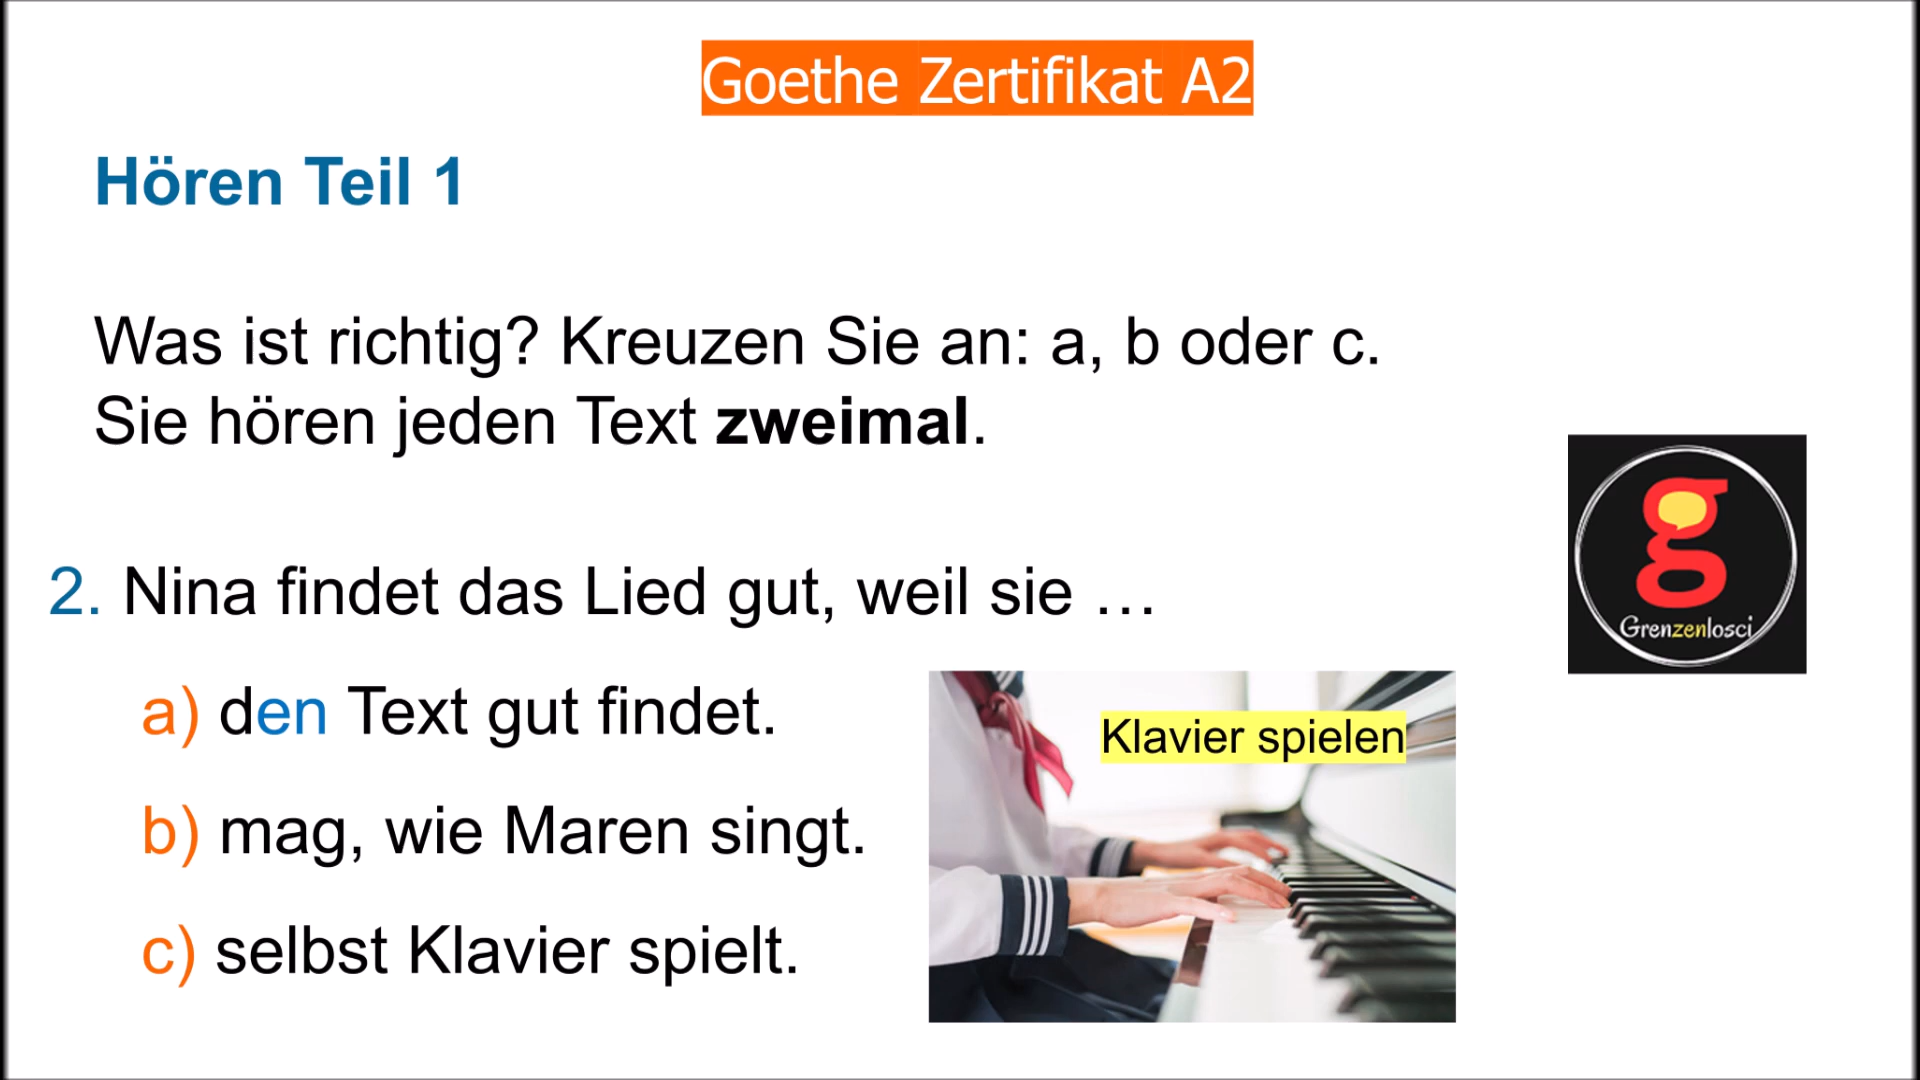 Goethe Zertifikat A2
Hören Teil 1
Was ist richtig? Kreuzen Sie an: a, b oder c.
Sie hören jeden Text zweimal.
2. Nina findet das Lied gut, weil sie …
a) den Text gut findet.
b) mag, wie Maren singt.
c) selbst Klavier spielt.
Klavier spielen
g
Grenzenlosci